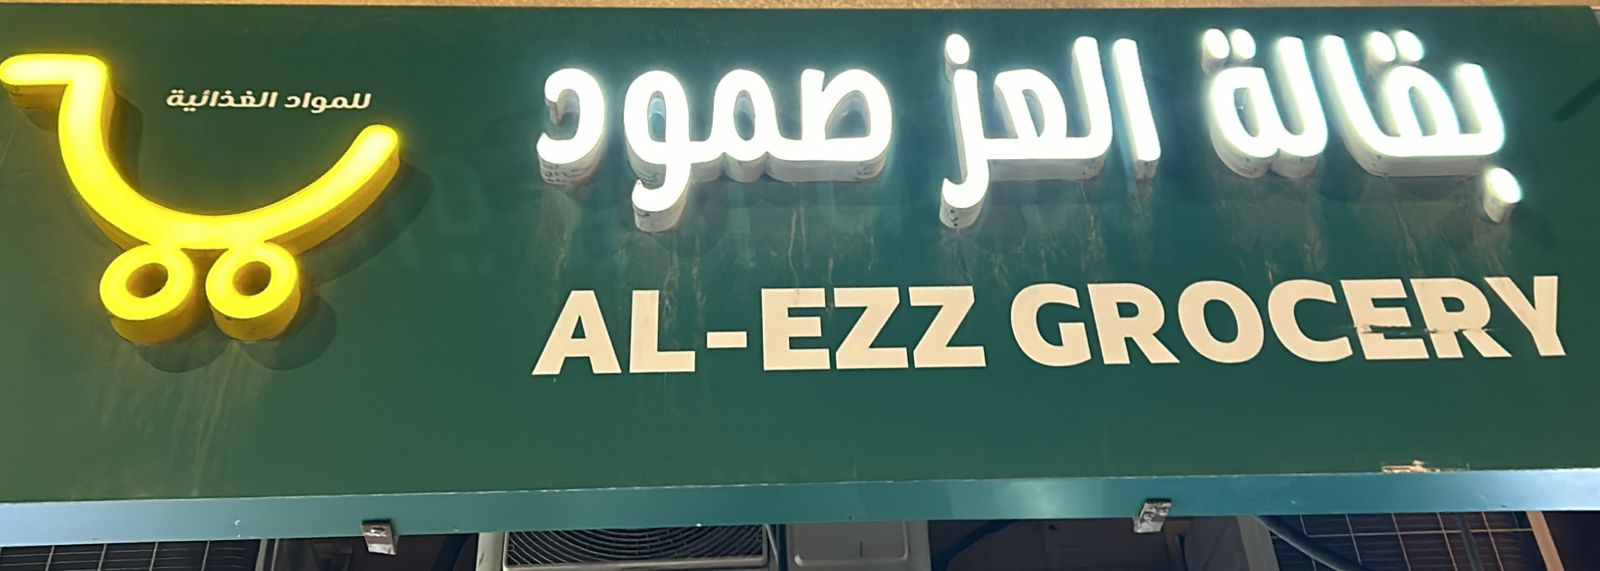 بقالة العز صمود
للمواد الغذائية
AL-EZZ GROCERY